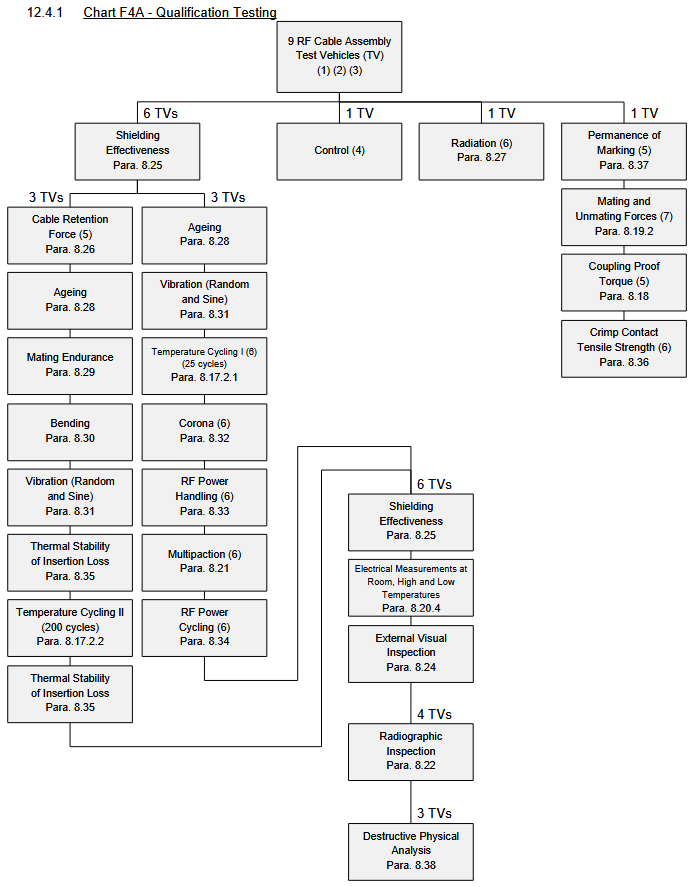 12.4.1 Chart F4A - Qualification Testing
9 RF Cable Assembly
Test Vehicles (TV)
(1) (2) (3)
6 TVs
1 TV
1 TV
1 TV
Shielding
Effectiveness
Para. 8.25
Control (4)
Radiation (6)
Para. 8.27
Permanence of
Marking (5)
Para. 8.37
3 TVs
3 TVs
Cable Retention
Force (5)
Para. 8.26
Ageing
Para. 8.28
Mating Endurance
Para. 8.29
Bending
Para. 8.30
Vibration (Random
and Sine)
Para. 8.31
Thermal Stability
of Insertion Loss
Para. 8.35
Temperature Cycling II
(200 cycles)
Para. 8.17.2.2
Thermal Stability
of Insertion Loss
Para. 8.35
Ageing
Para. 8.28
Vibration (Random
and Sine)
Para. 8.31
Temperature Cycling I (6)
(25 cycles)
Para. 8.17.2.1
Corona (6)
Para. 8.32
RF Power
Handling (6)
Para. 8.33
Multipaction (6)
Para. 8.21
RF Power
Cycling (6)
Para. 8.34
Mating and
Unmating Forces (7)
Para. 8.19.2
Coupling Proof
Torque (5)
Para. 8.18
Crimp Contact
Tensile Strength (6)
Para. 8.36
6 TVs
Shielding
Effectiveness
Para. 8.25
Electrical Measurements at
Room, High and Low
Temperatures
Para. 8.20.4
External Visual
Inspection
Para. 8.24
4 TVs
Radiographic
Inspection
Para. 8.22
3 TVs
Destructive Physical
Analysis
Para. 8.38